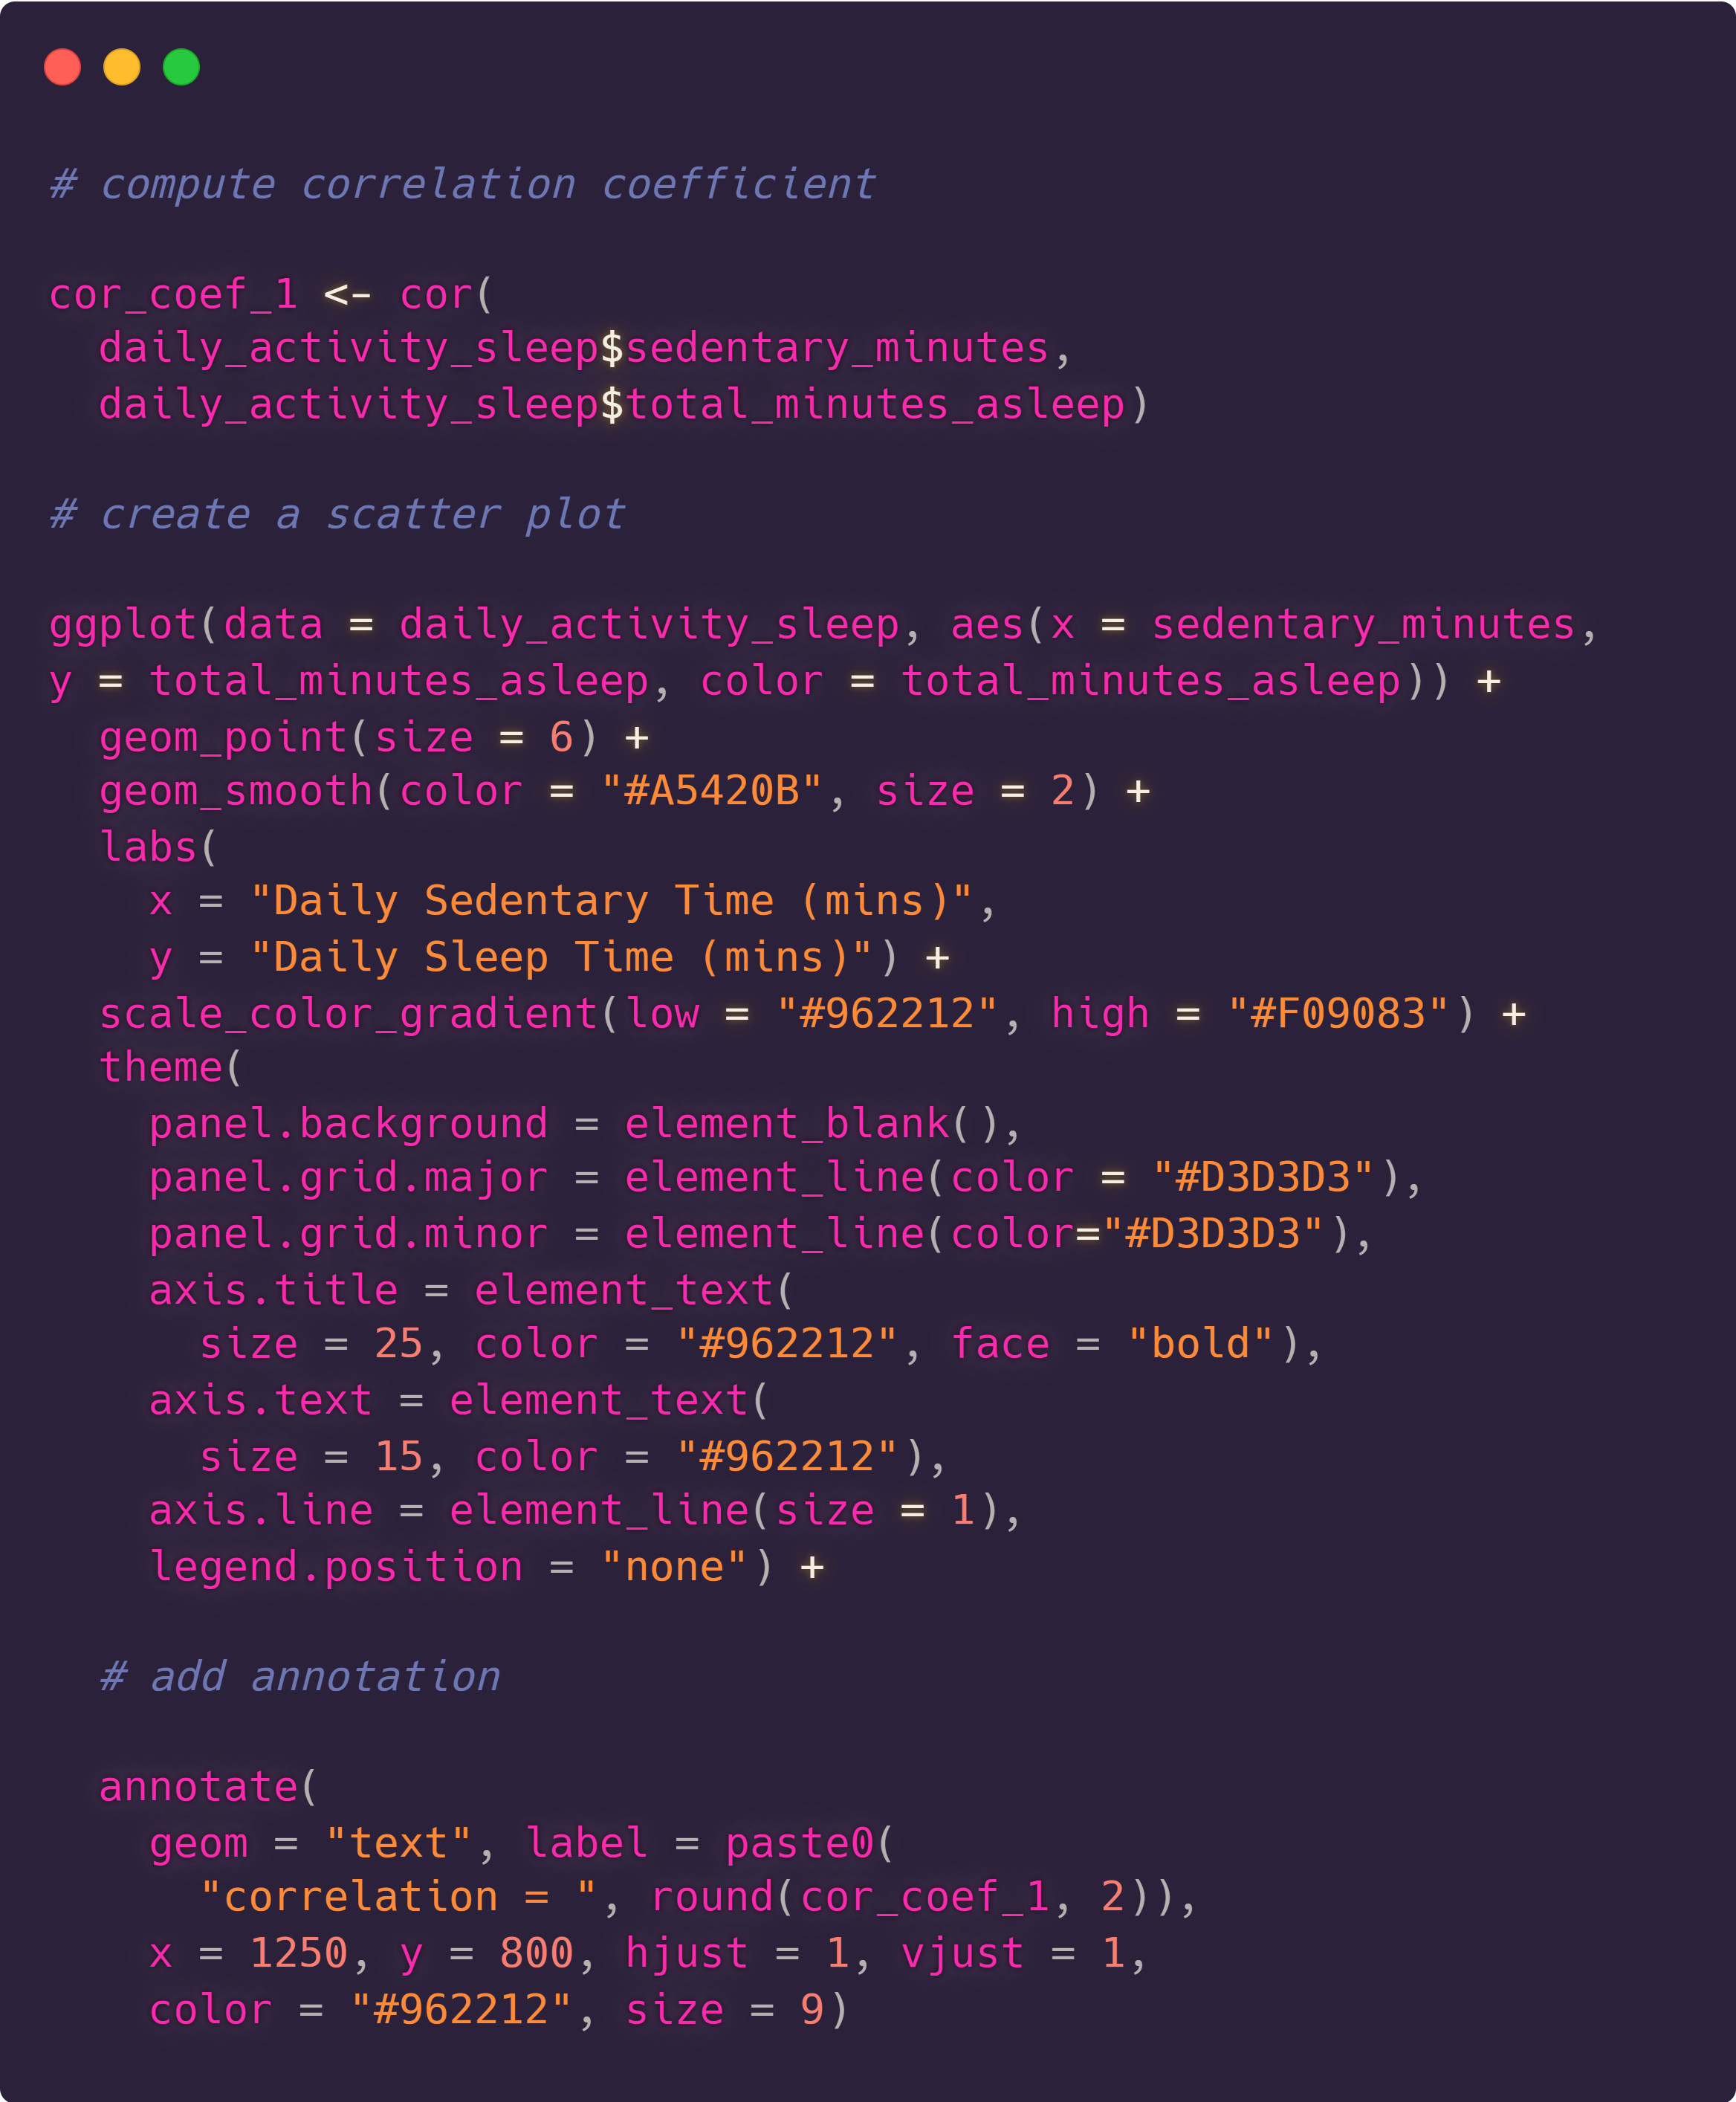 # compute correlation coefficient
cor_coef_1 <- cor(
  daily_activity_sleep$sedentary_minutes,
  daily_activity_sleep$total_minutes_asleep)
# create a scatter plot
ggplot(data = daily_activity_sleep, aes(x = sedentary_minutes,
y = total_minutes_asleep, color = total_minutes_asleep)) +
  geom_point(size = 6) +
  geom_smooth(color = "#A5420B", size = 2) +
  labs(
    x = "Daily Sedentary Time (mins)",
    y = "Daily Sleep Time (mins)") +
  scale_color_gradient(low = "#962212", high = "#F09083") +
  theme(
    panel.background = element_blank(),
    panel.grid.major = element_line(color = "#D3D3D3"),
    panel.grid.minor = element_line(color="#D3D3D3"),
    axis.title = element_text(
      size = 25, color = "#962212", face = "bold"),
    axis.text = element_text(
      size = 15, color = "#962212"),
    axis.line = element_line(size = 1),
    legend.position = "none") +
  # add annotation
  annotate(
    geom = "text", label = paste0(
      "correlation = ", round(cor_coef_1, 2)),
    x = 1250, y = 800, hjust = 1, vjust = 1,
    color = "#962212", size = 9)